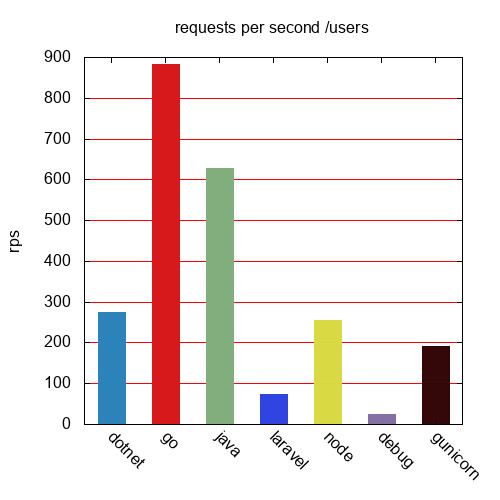 requests per second /users
900
800
700
600
500
400
300
200
100
0
rps
dotnet
go
java
laravel
node
debug
gunicorn